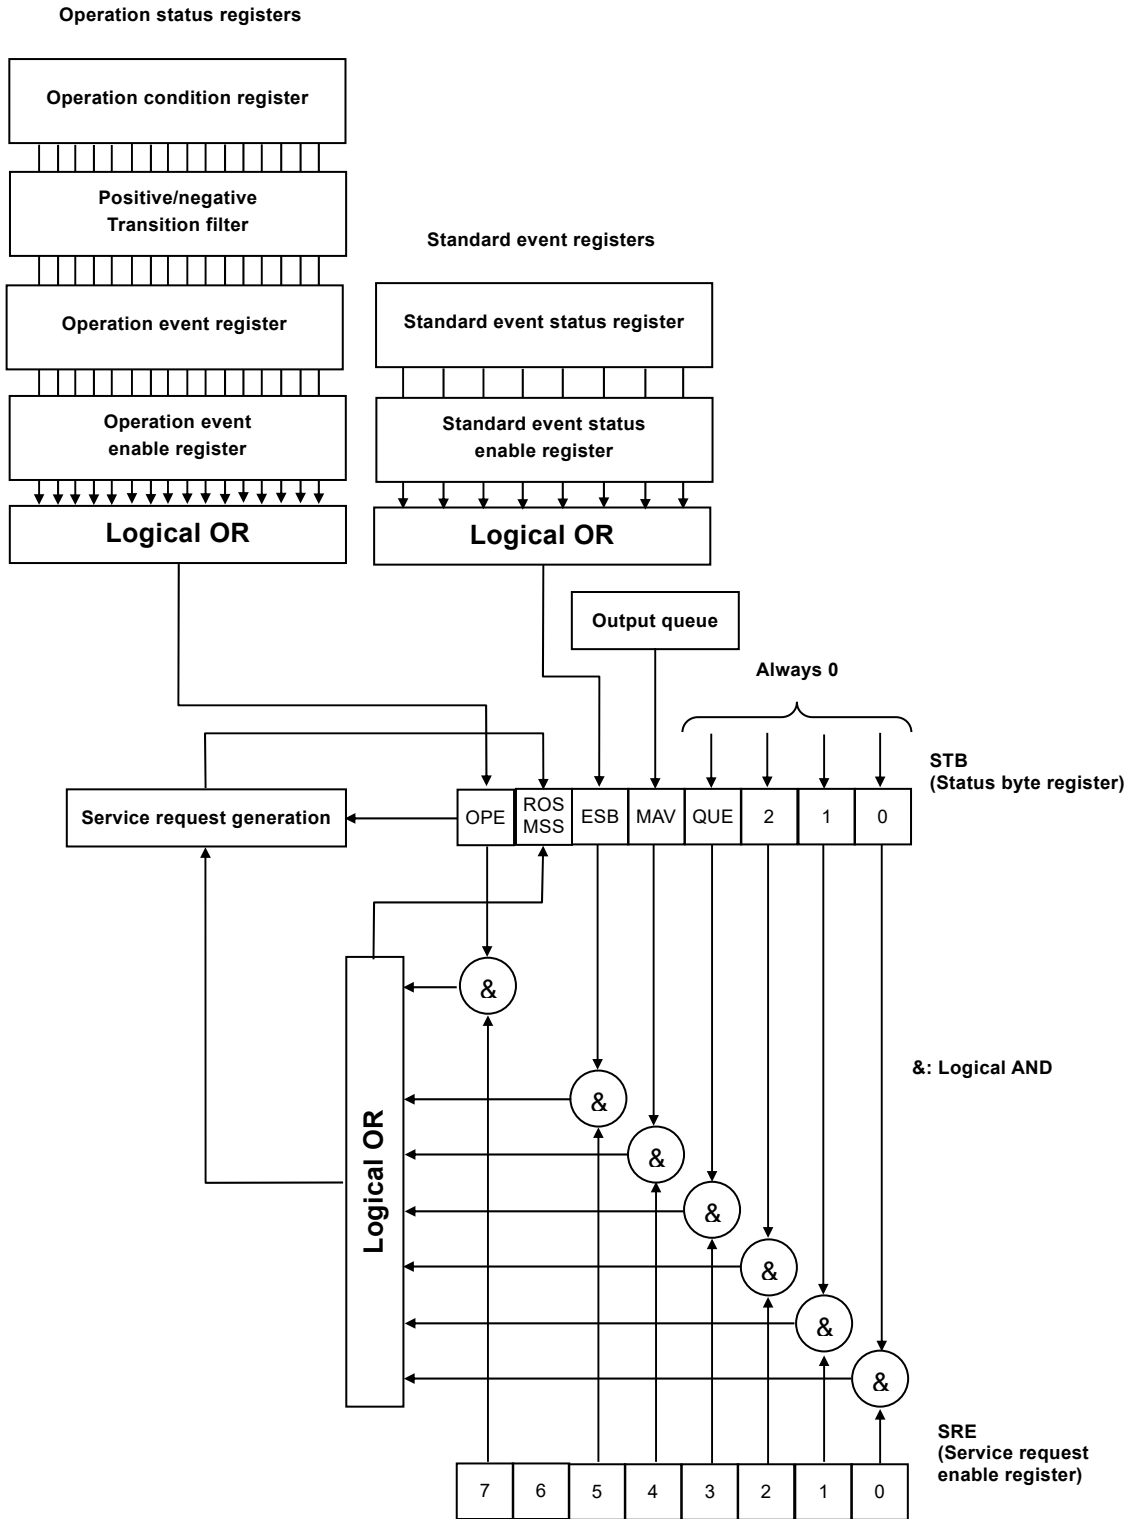 Operation status registers
Operation condition register
Positive/negative
Transition filter
Standard event registers
Operation event register
Standard event status register
Operation event
enable register
Standard event status
enable register
Logical OR
Logical OR
Output queue
Always 0
STB
(Status byte register)
Service request generation
OPE
ROS
MSS
ESB
MAV
QUE
2
1
0
&
&: Logical AND
&
Logical OR
&
&
&
&
&
SRE
(Service request
enable register)
7
6
5
4
3
2
1
0